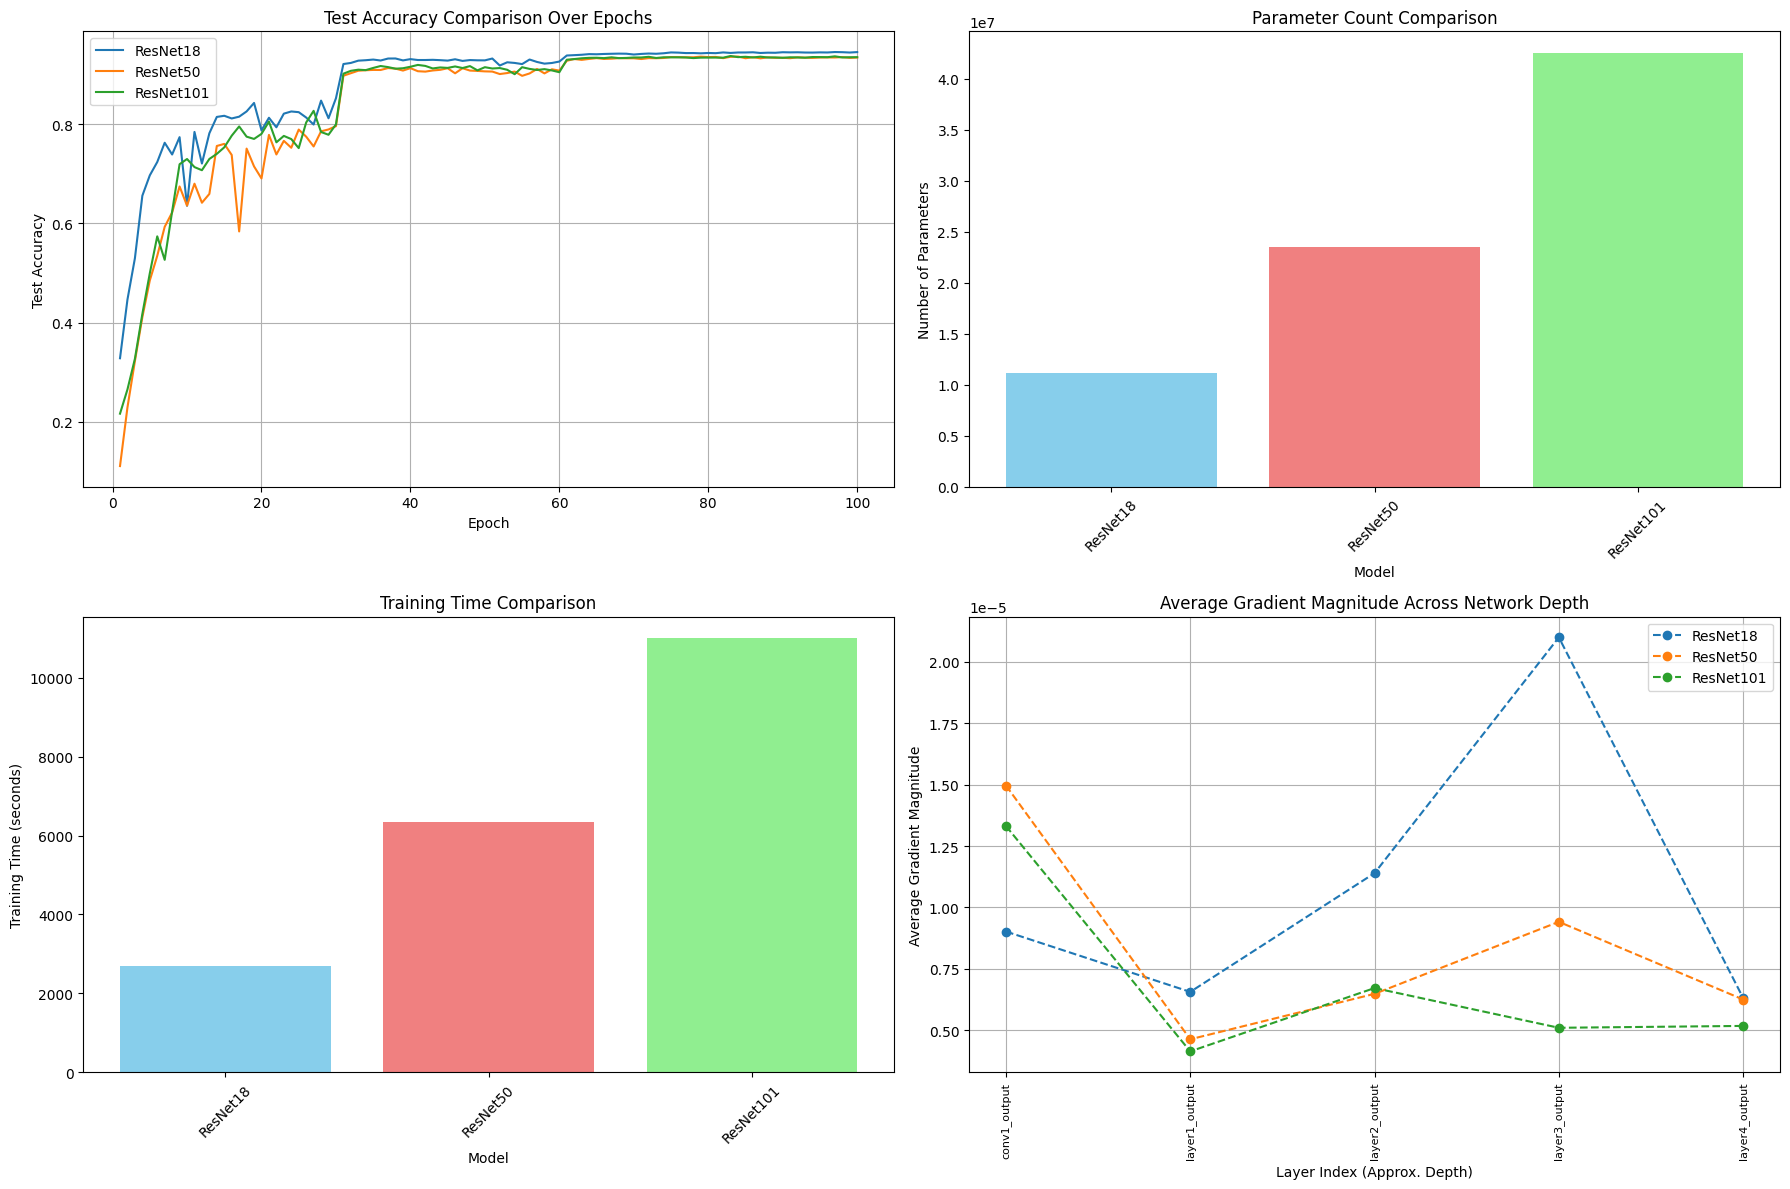 Test Accuracy Comparison Over Epochs
ResNet18
ResNet50
ResNet101
0.8
0.6
0.4
0.2
Test Accuracy
0 20 40 60 80 100
Epoch
Parameter Count Comparison
1e7
4.0
3.5
3.0
2.5
2.0
1.5
1.0
0.5
0.0
Number of Parameters
ResNet18 ResNet50 ResNet101
Model
Training Time Comparison
10000
8000
6000
4000
2000
0
Training Time (seconds)
ResNet18 ResNet50 ResNet101
Model
Average Gradient Magnitude Across Network Depth
1e−5
ResNet18
ResNet50
ResNet101
2.00
1.75
1.50
1.25
1.00
0.75
0.50
Average Gradient Magnitude
conv1_output layer1_output layer2_output layer3_output layer4_output
Layer Index (Approx. Depth)